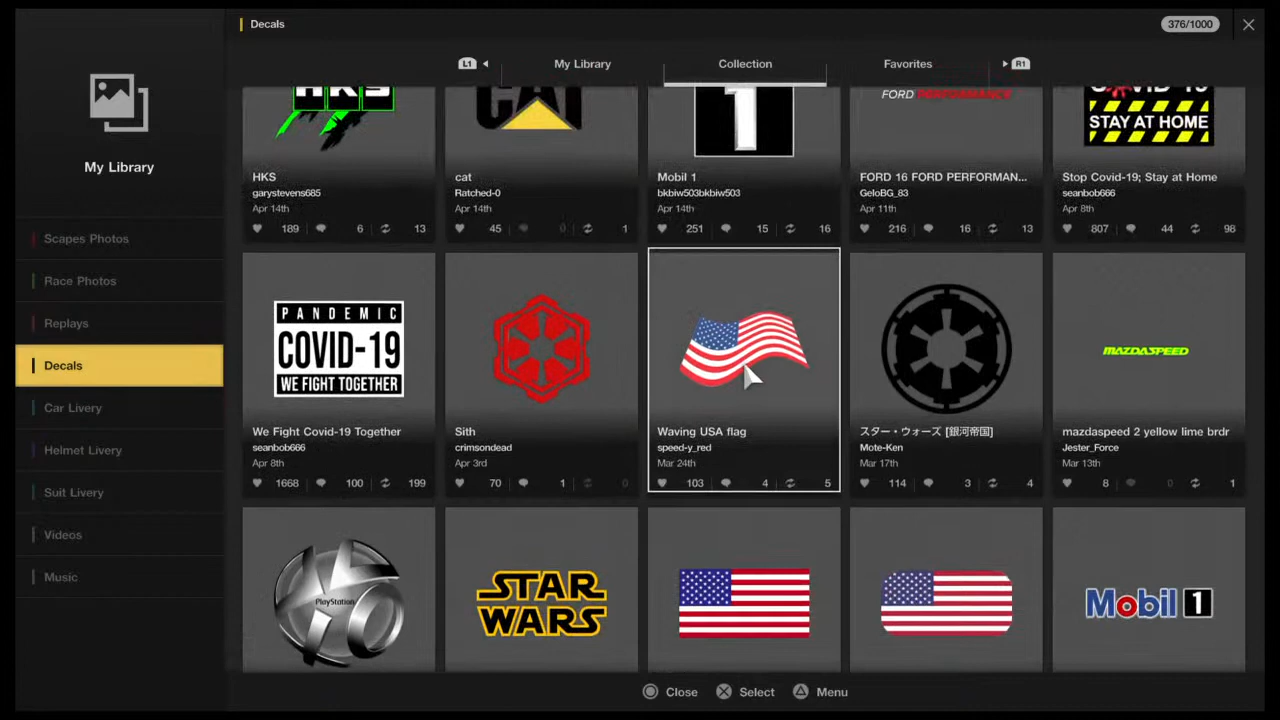 Decals
376/1000
My Library
L1
My Library
Collection
Favorites
R1
Scapes Photos
Race Photos
Replays
Decals
Car Livery
Helmet Livery
Suit Livery
Videos
Music
HKS
HKS
garystevens685
Apr 14th
189 6 13
CAT
cat
Ratched-0
Apr 14th
45 0 1
1
Mobil 1
bkbiw503bkbiw503
Apr 14th
251 15 16
FORD PERFORMANCE
FORD 16 FORD PERFORMAN...
GeloBG_83
Apr 11th
216 16 13
COVID-19
STAY AT HOME
Stop Covid-19; Stay at Home
seanbob666
Apr 8th
807 44 98
PANDEMIC
COVID-19
WE FIGHT TOGETHER
We Fight Covid-19 Together
seanbob666
Apr 8th
1668 100 199
Sith
crimsondead
Apr 3rd
70 1 0
Waving USA flag
speed-y_red
Mar 24th
103 4 5
スター・ウォーズ [銀河帝国]
Mote-Ken
Mar 17th
114 3 4
MAZDASPEED
mazdaspeed 2 yellow lime brdr
Jester_Force
Mar 13th
8 0 1
PlayStation
STAR
WARS
Mobil 1
Close
Select
Menu